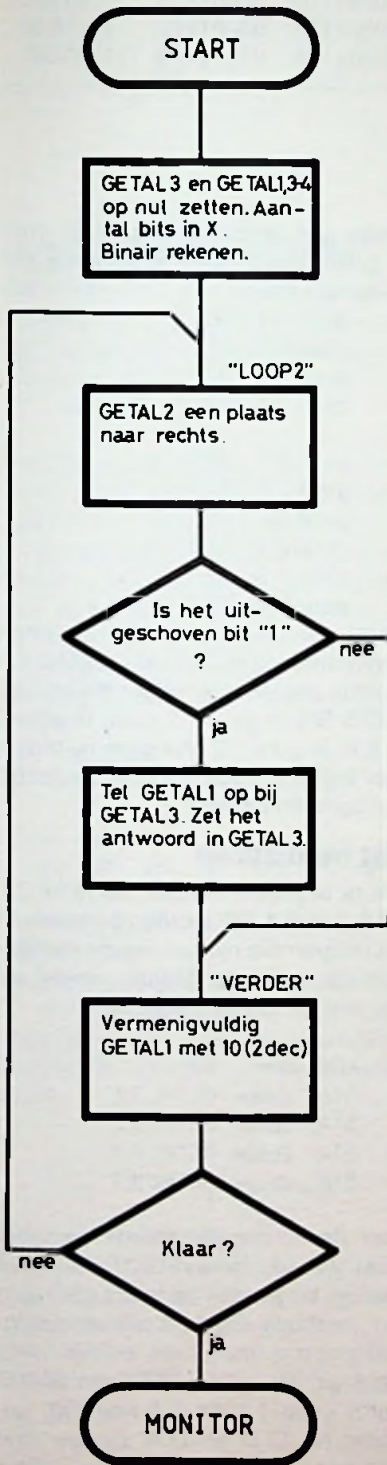 START
GETAL 3 en GETAL1,3-4
op nul zetten. Aan-
tal bits in X.
Binair rekenen.
"LOOP2"
GETAL2 een plaats
naar rechts.
Is het uit-
geschoven bit "1"
?
nee
ja
Tel GETAL1 op bij
GETAL3. Zet het
antwoord in GETAL3.
"VERDER"
Vermenigvuldig
GETAL1 met 10(2dec)
Klaar ?
nee
ja
MONITOR